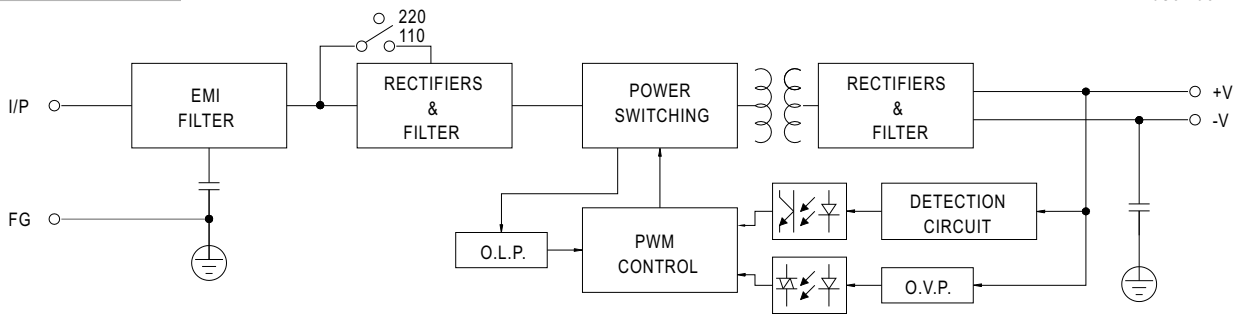 220
110
I/P
EMI
FILTER
RECTIFIERS
&
FILTER
POWER
SWITCHING
RECTIFIERS
&
FILTER
+V
-V
FG
O.L.P.
PWM
CONTROL
DETECTION
CIRCUIT
O.V.P.